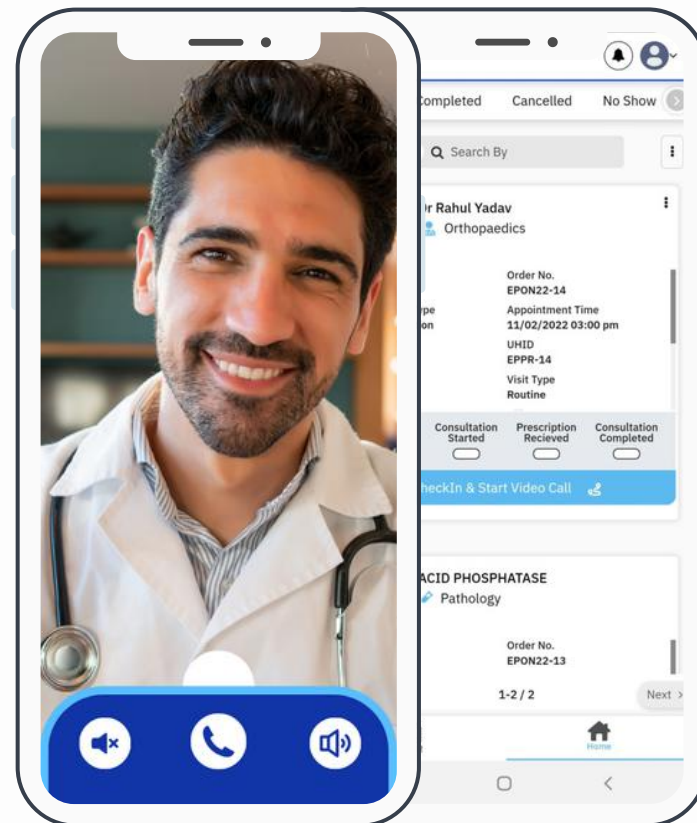 Completed Cancelled No Show
Search By
Dr Rahul Yadav
Orthopaedics
Order No.
EPON22-14
Appointment Time
11/02/2022 03:00 pm
UHID
EPPR-14
Visit Type
Routine
Consultation Started
Prescription Recieved
Consultation Completed
CheckIn & Start Video Call
ACID PHOSPHATASE
Pathology
Order No.
EPON22-13
1-2 / 2
Next >
Home